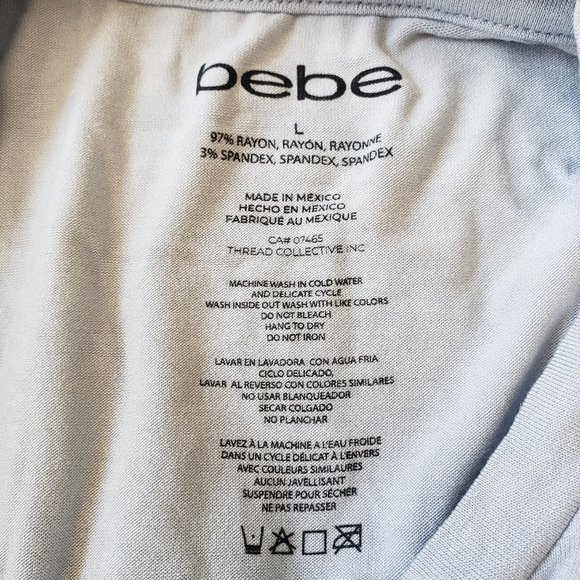 bebe
L
97% RAYON, RAYÓN, RAYONNE
3% SPANDEX, SPANDEX, SPANDEX
MADE IN MEXICO
HECHO EN MÉXICO
FABRIQUÉ AU MEXIQUE
CA# 07465
THREAD COLLECTIVE INC
MACHINE WASH IN COLD WATER
AND DELICATE CYCLE
WASH INSIDE OUT WASH WITH LIKE COLORS
DO NOT BLEACH
HANG TO DRY
DO NOT IRON
LAVAR EN LAVADORA CON AGUA FRIA
CICLO DELICADO,
LAVAR AL REVERSO CON COLORES SIMILARES
NO USAR BLANQUEADOR
SECAR COLGADO
NO PLANCHAR
LAVEZ À LA MACHINE A L'EAU FROIDE
DANS UN CYCLE DÉLICAT À L'ENVERS
AVEC COULEURS SIMILAURES
AUCUN JAVÉLLISANT
SUSPENDRE POUR SÉCHER
NE PAS REPASSER